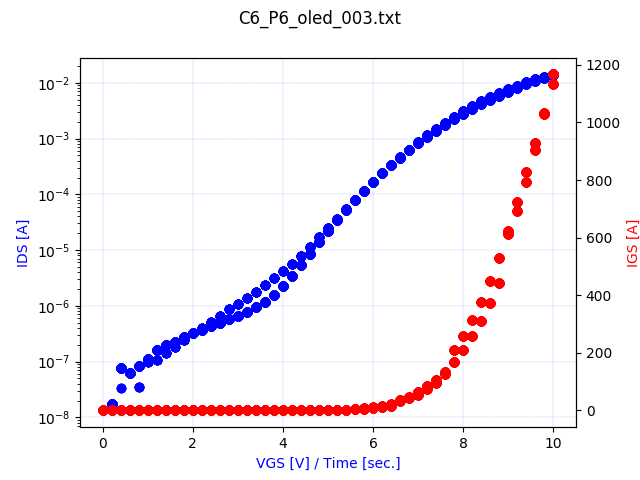 C6_P6_oled_003.txt
IDS [A]
10⁻²
10⁻³
10⁻⁴
10⁻⁵
10⁻⁶
10⁻⁷
10⁻⁸
1200
1000
800
600
400
200
0
IGS [A]
0 2 4 6 8 10
VGS [V] / Time [sec.]